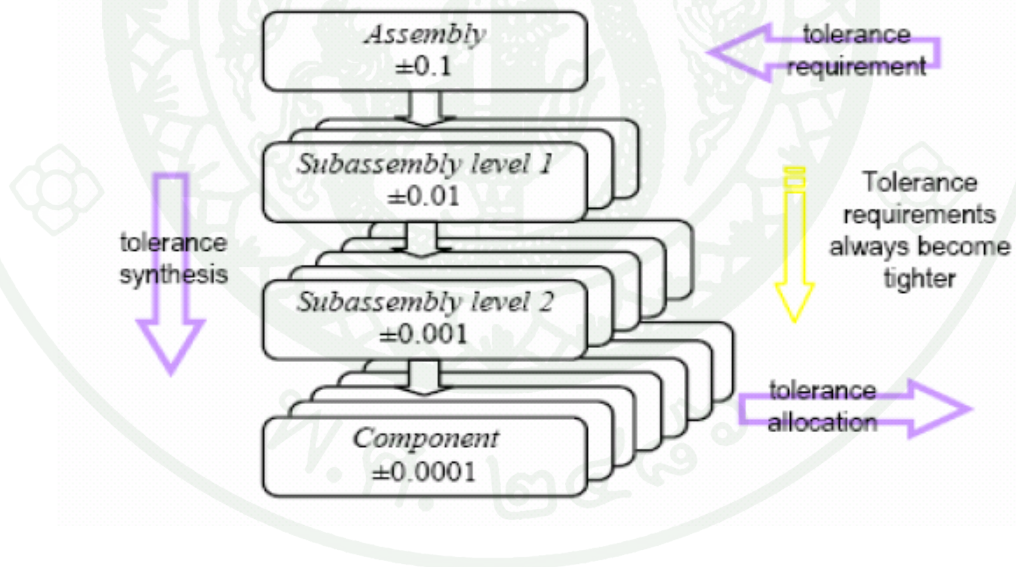 Assembly
±0.1
tolerance
requirement
Subassembly level 1
±0.01
Tolerance
requirements
always become
tighter
tolerance
synthesis
Subassembly level 2
±0.001
tolerance
allocation
Component
±0.0001